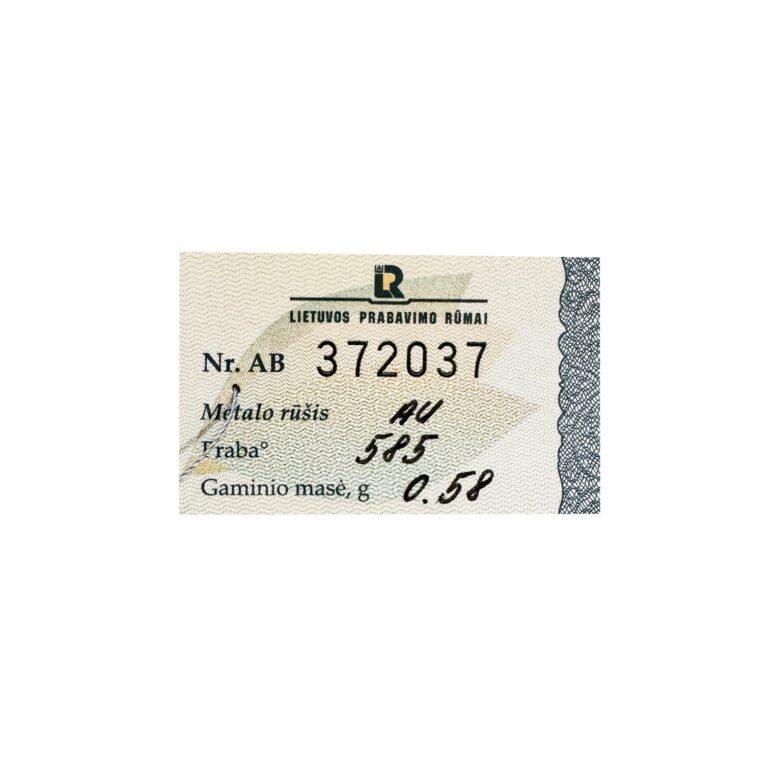 LR
LIETUVOS PRABAVIMO RŪMAI
Nr. AB 372037
Metalo rūšis AU
Praba° 585
Gaminio masė, g 0.58